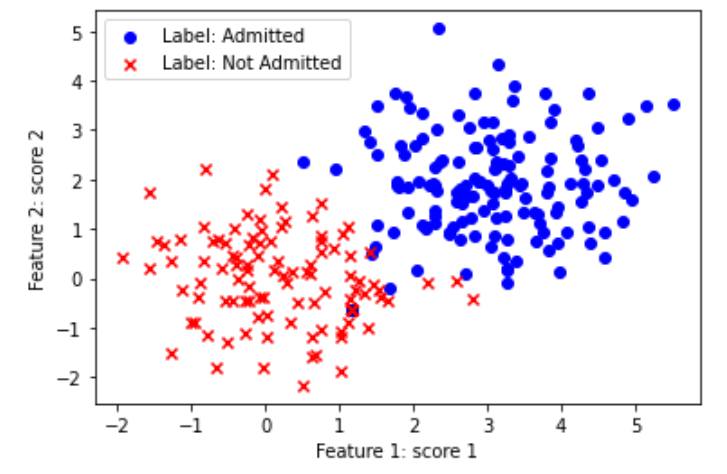 Label: Admitted
Label: Not Admitted
5
4
3
2
1
0
−1
−2
Feature 2: score 2
−2 −1 0 1 2 3 4 5
Feature 1: score 1